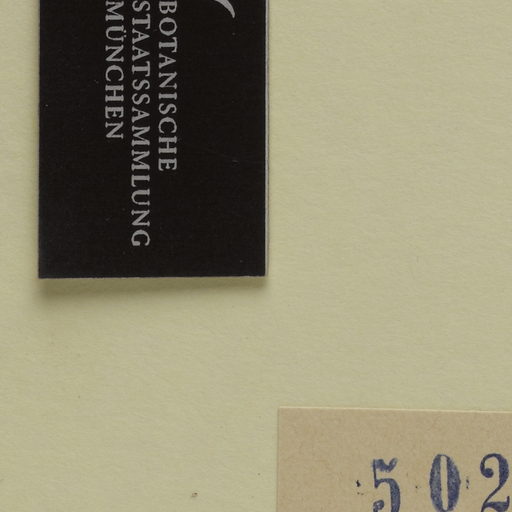 BOTANISCHE
STAATSSAMMLUNG
MÜNCHEN
502